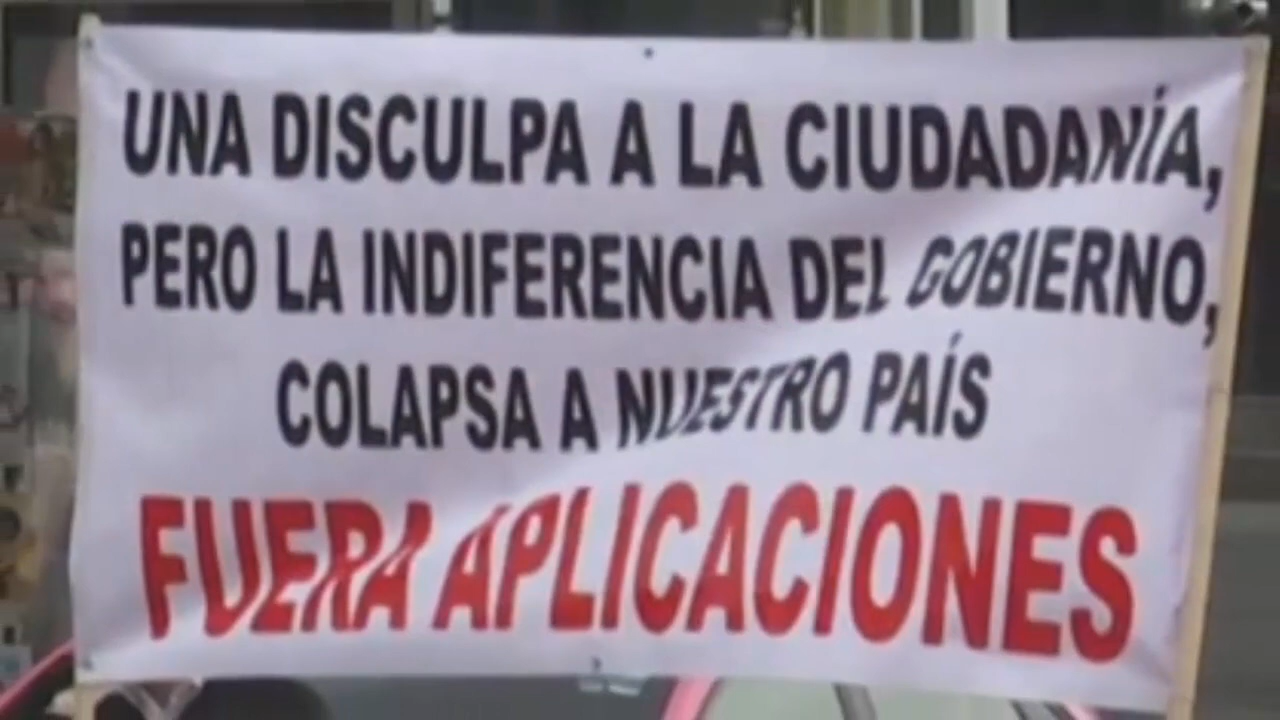 UNA DISCULPA A LA CIUDADANÍA,
PERO LA INDIFERENCIA DEL GOBIERNO,
COLAPSA A NUESTRO PAÍS
FUERA APLICACIONES